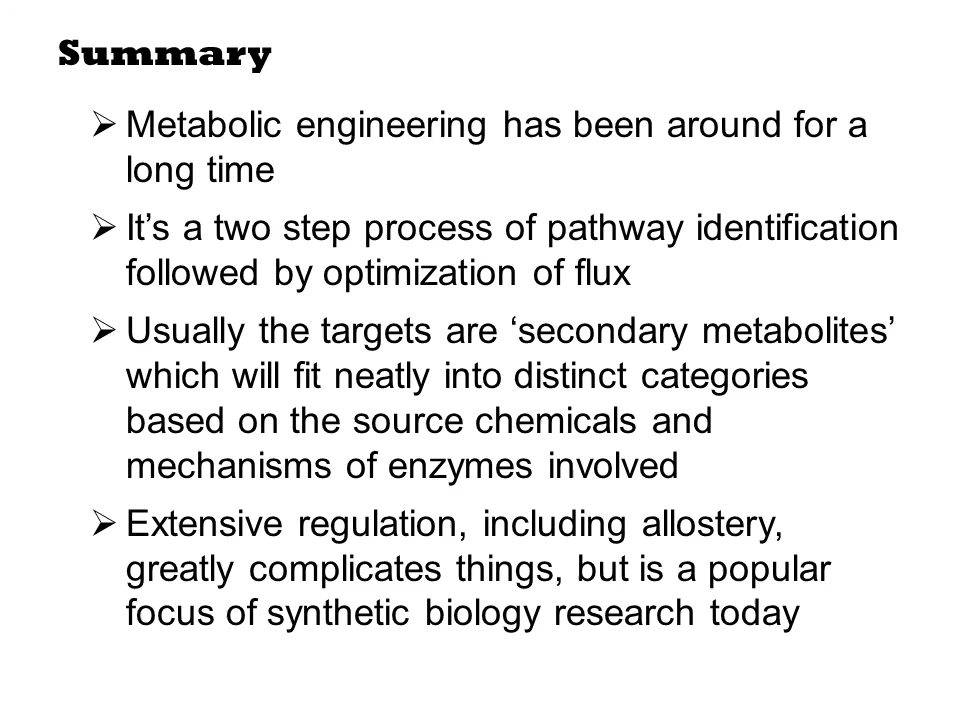 Summary
➢ Metabolic engineering has been around for a
long time
➢ It’s a two step process of pathway identification
followed by optimization of flux
➢ Usually the targets are ‘secondary metabolites’
which will fit neatly into distinct categories
based on the source chemicals and
mechanisms of enzymes involved
➢ Extensive regulation, including allostery,
greatly complicates things, but is a popular
focus of synthetic biology research today